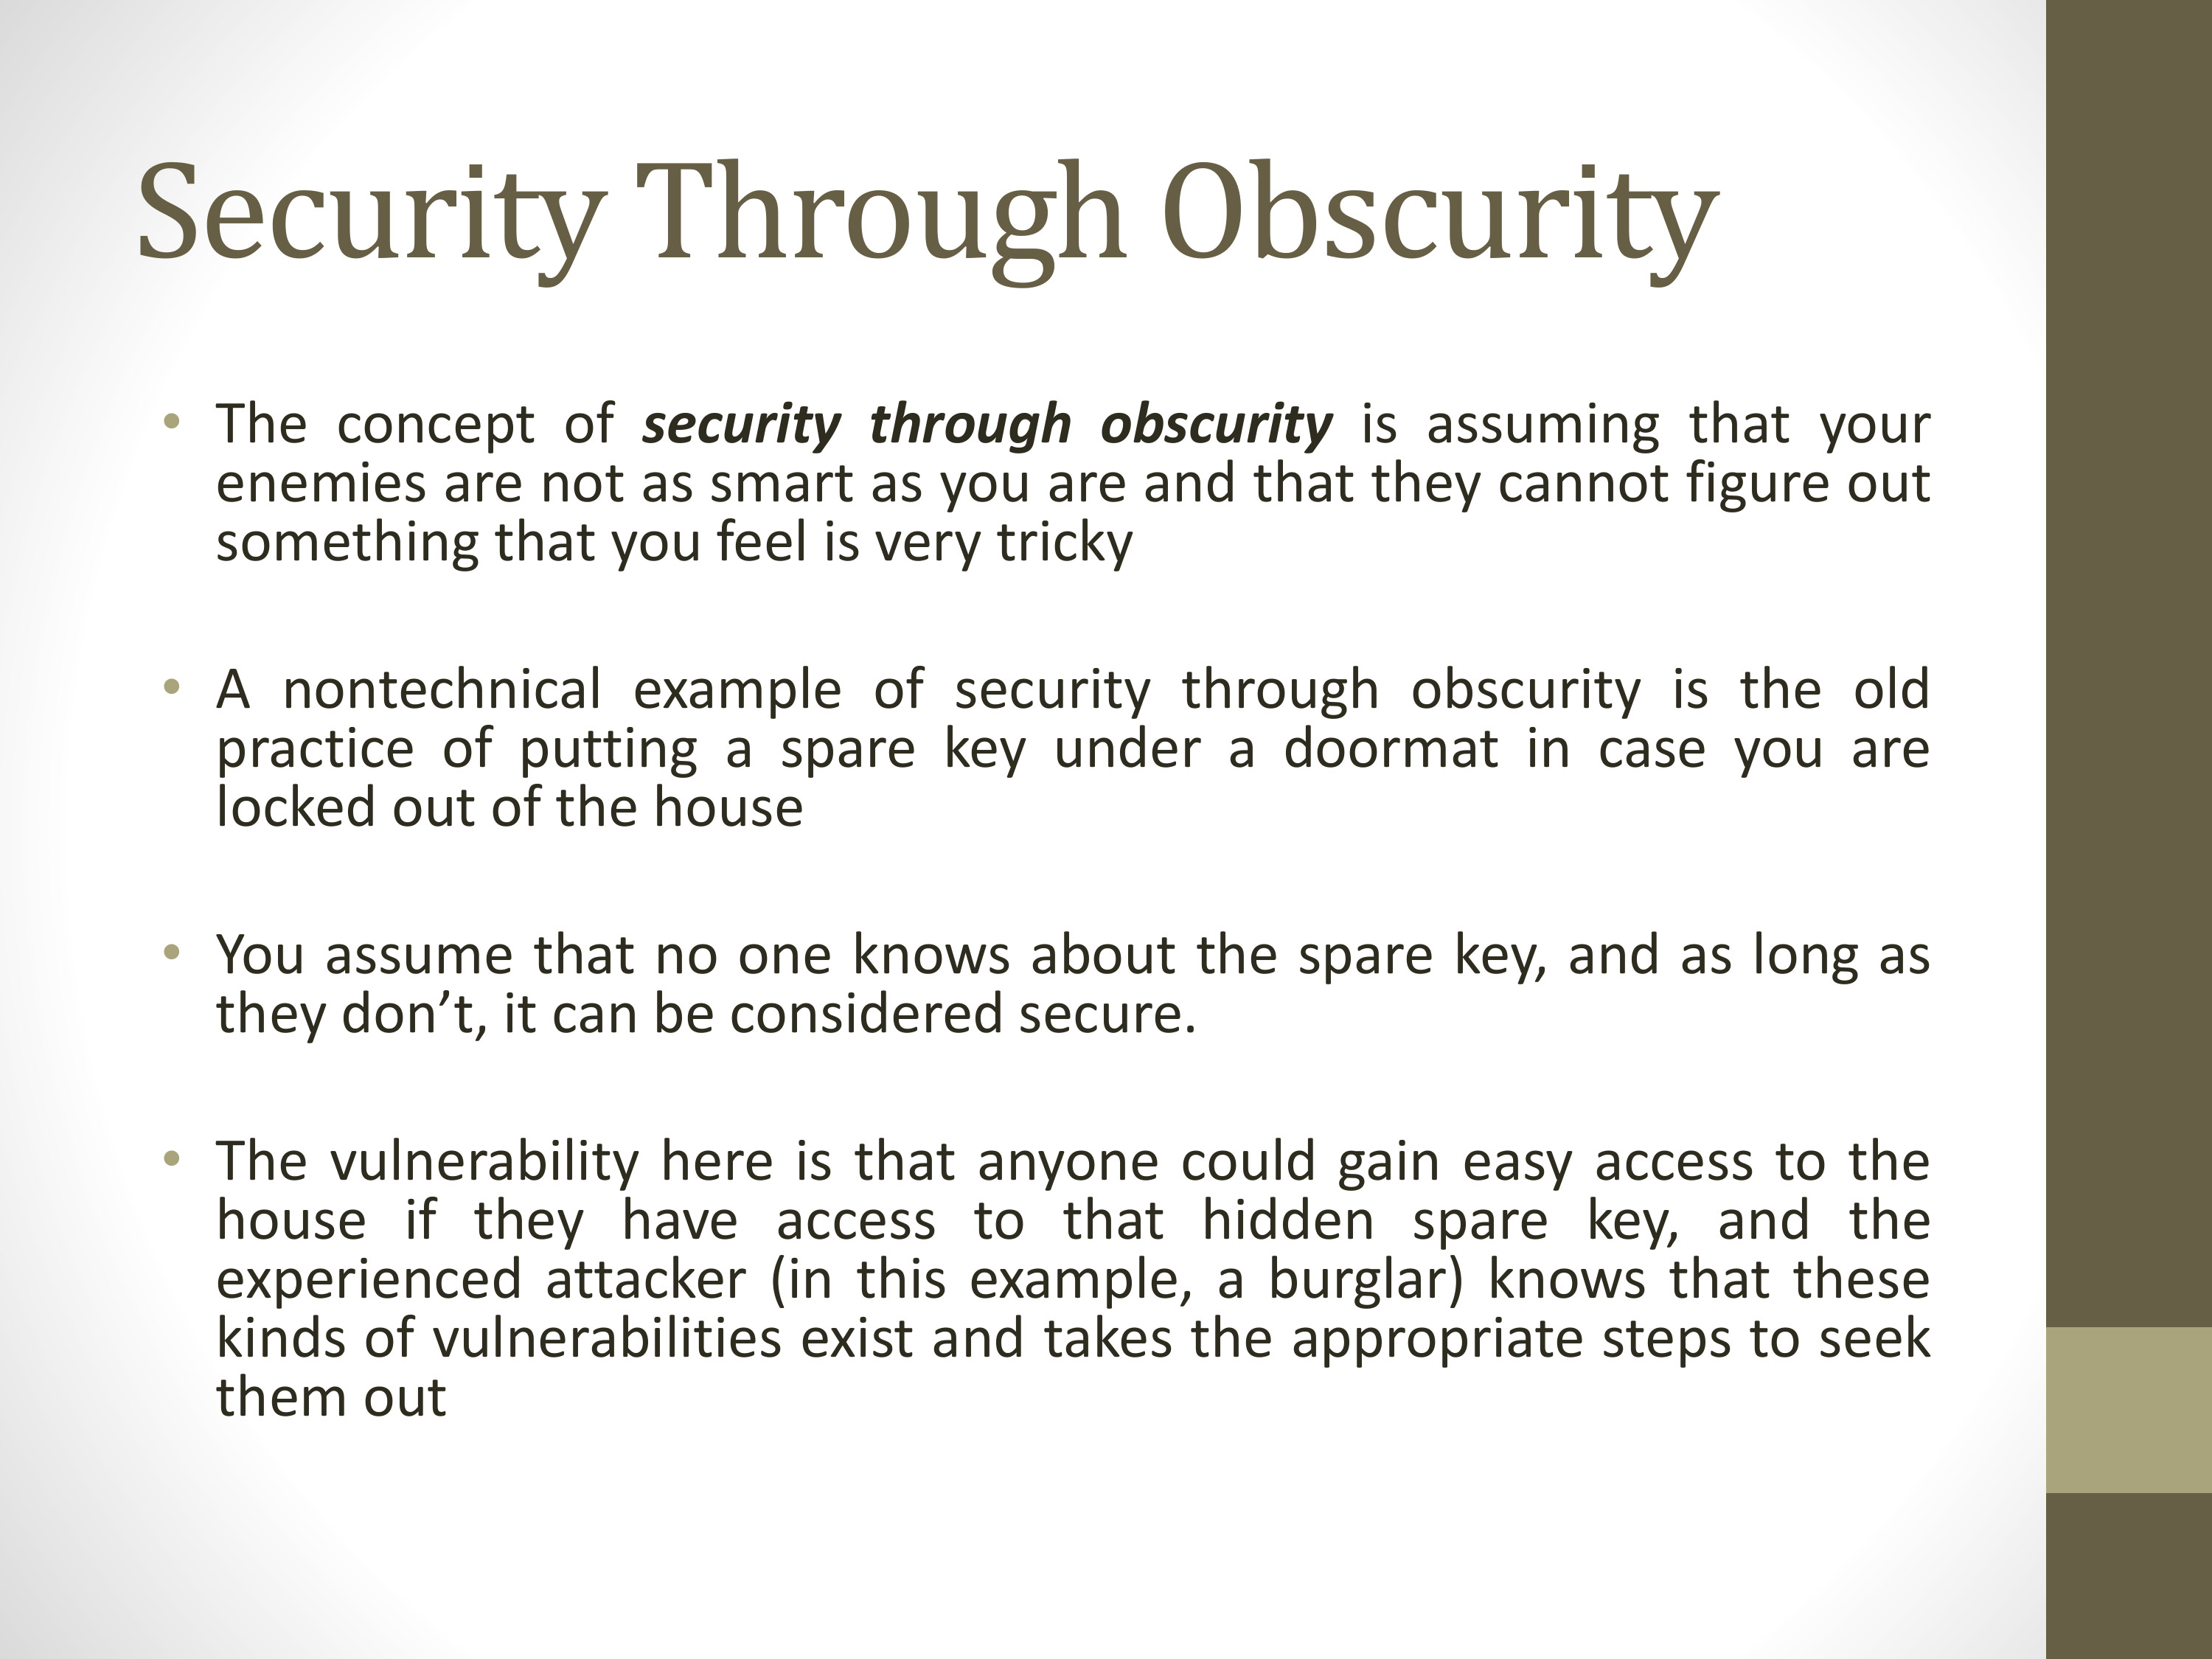 Security Through Obscurity
• The concept of security through obscurity is assuming that your
enemies are not as smart as you are and that they cannot figure out
something that you feel is very tricky
• A nontechnical example of security through obscurity is the old
practice of putting a spare key under a doormat in case you are
locked out of the house
• You assume that no one knows about the spare key, and as long as
they don’t, it can be considered secure.
• The vulnerability here is that anyone could gain easy access to the
house if they have access to that hidden spare key, and the
experienced attacker (in this example, a burglar) knows that these
kinds of vulnerabilities exist and takes the appropriate steps to seek
them out